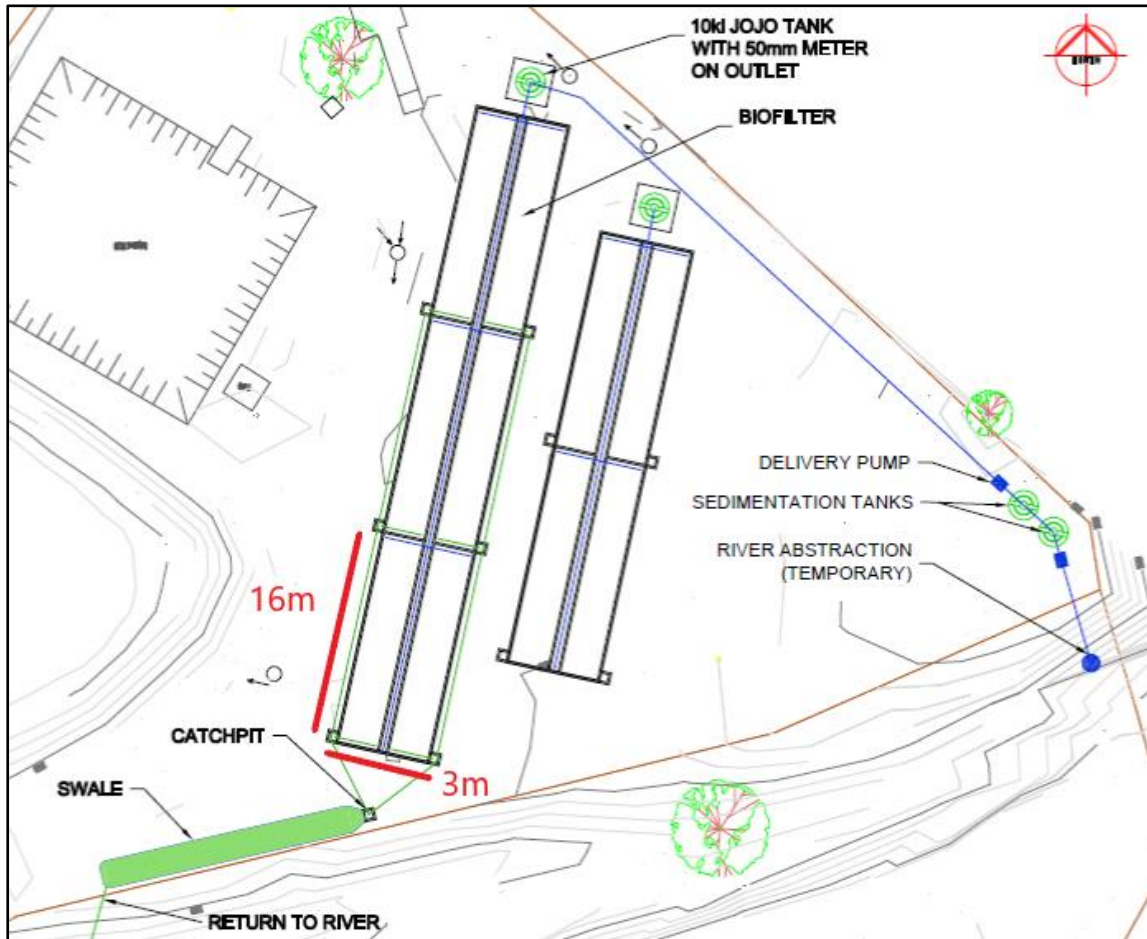 10kl JOJO TANK
WITH 50mm METER
ON OUTLET
BIOFILTER
DELIVERY PUMP
SEDIMENTATION TANKS
RIVER ABSTRACTION
(TEMPORARY)
16m
CATCHPIT
3m
SWALE
RETURN TO RIVER